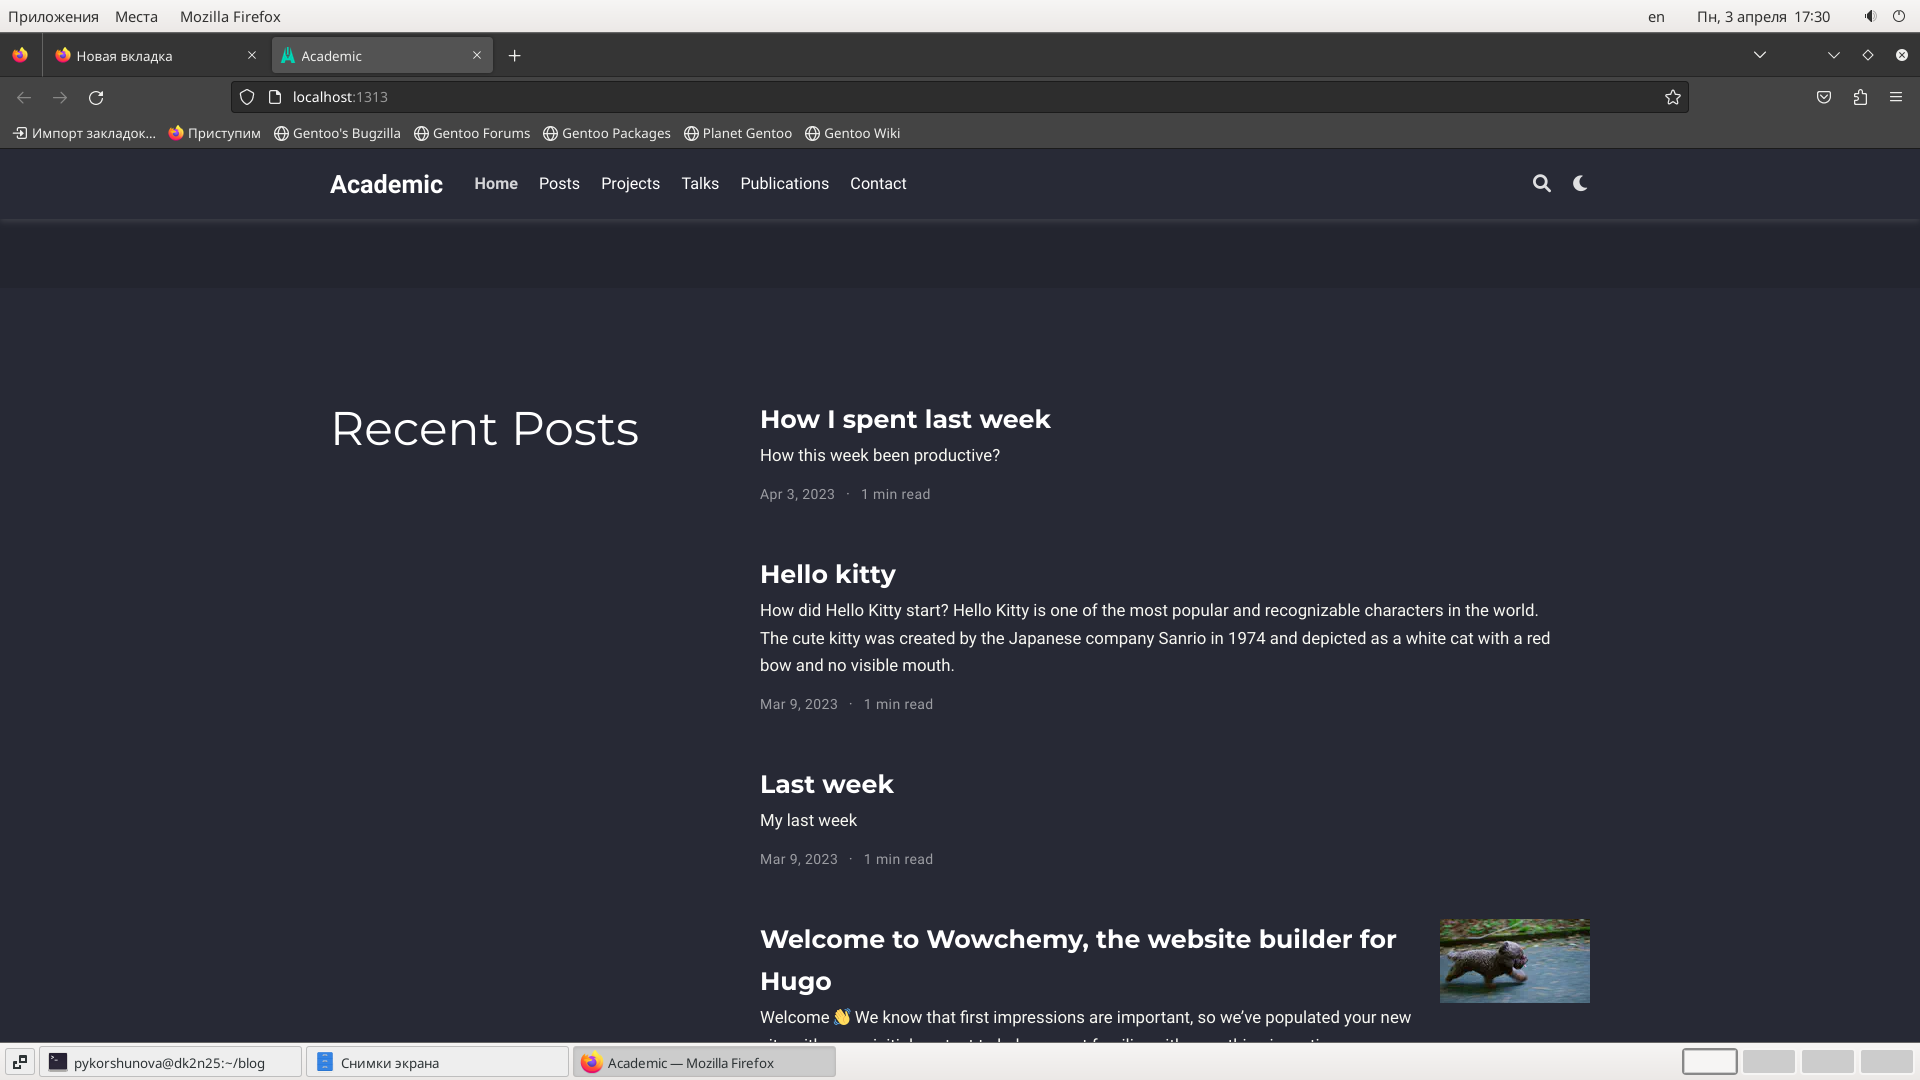 Приложения Места Mozilla Firefox en Пн, 3 апреля 17:30
Новая вкладка Academic
localhost:1313
Импорт закладок... Приступим Gentoo's Bugzilla Gentoo Forums Gentoo Packages Planet Gentoo Gentoo Wiki
Academic Home Posts Projects Talks Publications Contact
Recent Posts
How I spent last week
How this week been productive?
Apr 3, 2023 · 1 min read
Hello kitty
How did Hello Kitty start? Hello Kitty is one of the most popular and recognizable characters in the world.
The cute kitty was created by the Japanese company Sanrio in 1974 and depicted as a white cat with a red
bow and no visible mouth.
Mar 9, 2023 · 1 min read
Last week
My last week
Mar 9, 2023 · 1 min read
Welcome to Wowchemy, the website builder for
Hugo
Welcome 👋 We know that first impressions are important, so we’ve populated your new
pykorshunova@dk2n25:~/blog Снимки экрана Academic — Mozilla Firefox